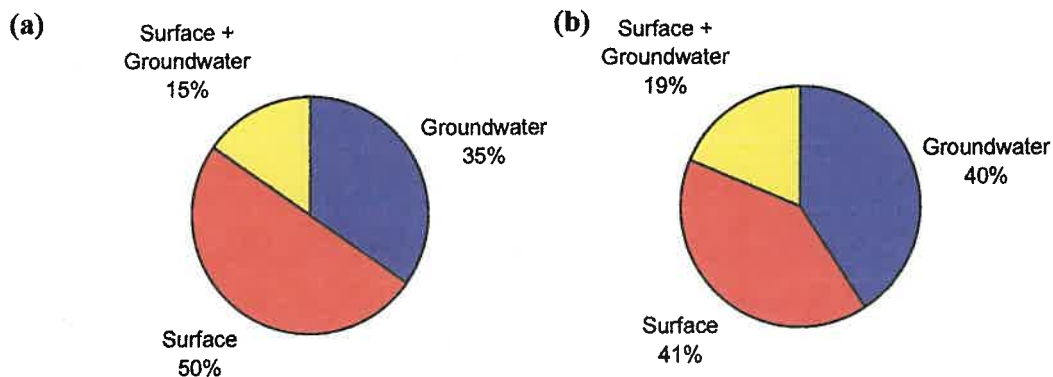 (a)
Surface +
Groundwater
15%
Groundwater
35%
Surface
50%
(b)
Surface +
Groundwater
19%
Groundwater
40%
Surface
41%